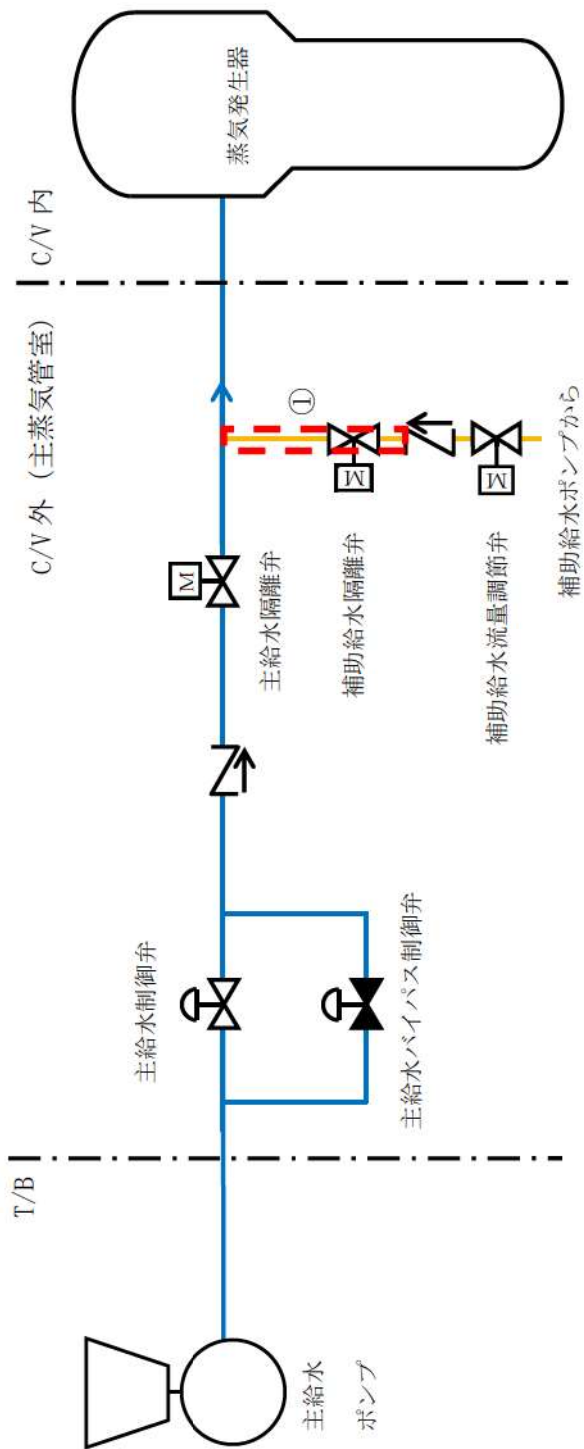 T/B
C/V 外 (主蒸気管室)
C/V 内
主給水制御弁
主給水バイパス制御弁
M
主給水隔離弁
①
M
補助給水隔離弁
M
補助給水流量調節弁
補助給水ポンプから
蒸気発生器
主給水
ポンプ